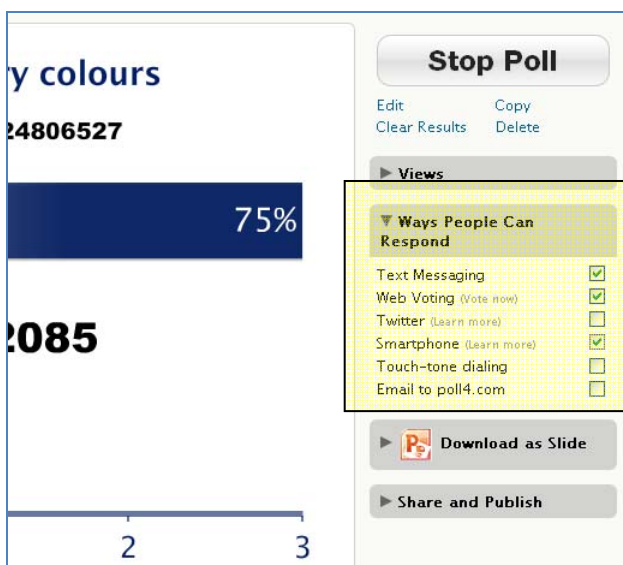 ry colours
24806527
75%
2085
2
3
Stop Poll
Edit Copy
Clear Results Delete
Views
Ways People Can
Respond
Text Messaging
Web Voting (Vote now)
Twitter (Learn more)
Smartphone (Learn more)
Touch-tone dialing
Email to poll4.com
Download as Slide
Share and Publish